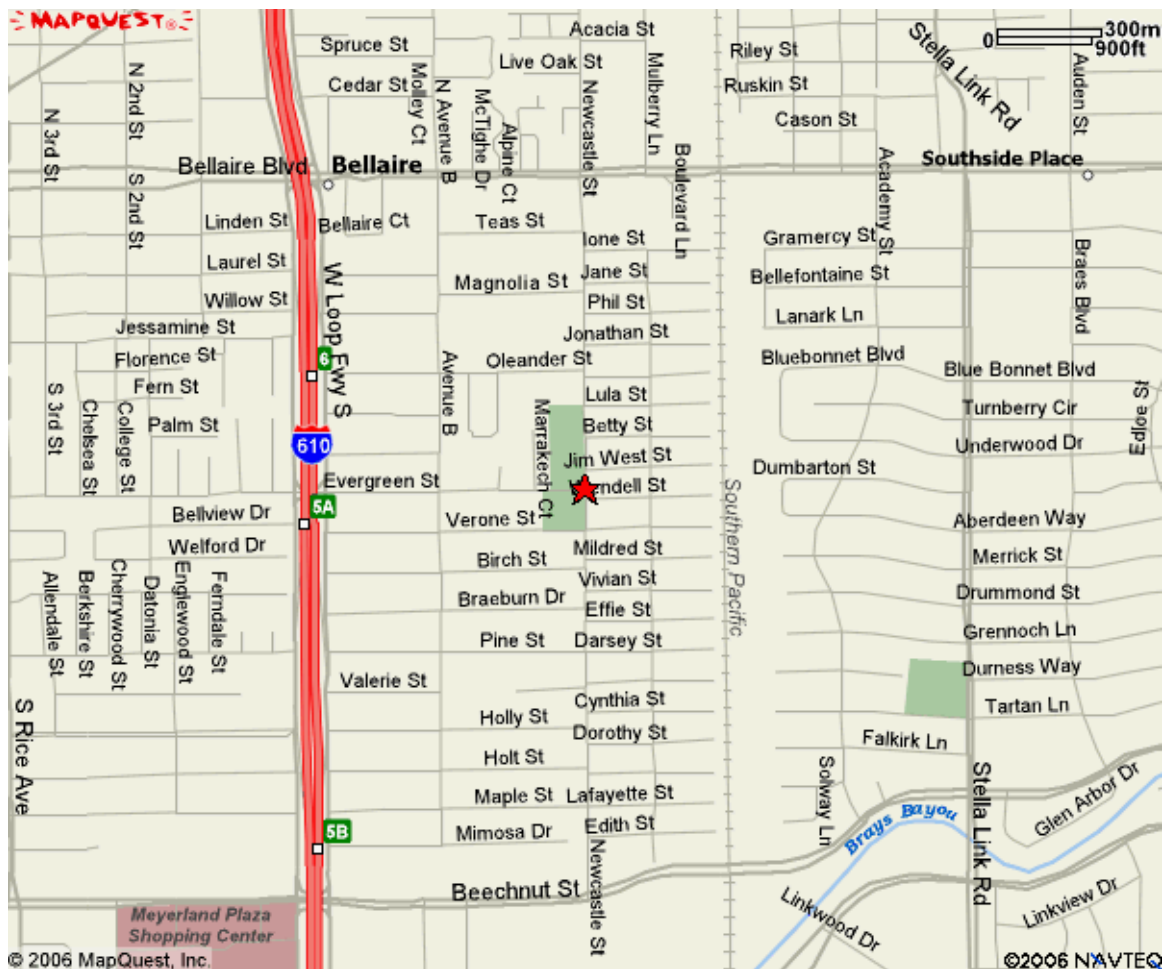 MAPQUEST®
300m
0
900ft
Acacia St
Spruce St
Live Oak St
Riley St
Stella Link Rd
Cedar St
Ruskin St
Cason St
N 3rd St
N 2nd St
Molley Ct
N Avenue B
McTighe Dr
Alpine Ct
Newcastle St
Mulberry Ln
Auden St
Bellaire Blvd
Bellaire
Southside Place
S 2nd St
Boulevard Ln
Academy St
Linden St
Bellaire Ct
Teas St
Ione St
Gramercy St
Laurel St
Magnolia St
Jane St
Bellefontaine St
Braes Blvd
Willow St
W Loop Fwy S
Phil St
Lanark Ln
Jessamine St
Jonathan St
Florence St
6
Oleander St
Bluebonnet Blvd
Blue Bonnet Blvd
Fern St
Avenue B
Lula St
Turnberry Cir
Edloe St
S 3rd St
Chelsea St
College St
Palm St
Marrakech Ct
Betty St
Underwood Dr
610
Jim West St
Dumbarton St
Evergreen St
St
Southern Pacific
5A
Bellview Dr
Verone St
Aberdeen Way
Welford Dr
Birch St
Mildred St
Merrick St
Allendale St
Berkshire St
Cherrywood St
Datonia St
Englewood St
Ferndale St
Vivian St
Braeburn Dr
Effie St
Drummond St
Pine St
Darsey St
Grennoch Ln
Valerie St
Durness Way
S Rice Ave
Holly St
Cynthia St
Tartan Ln
Dorothy St
Falkirk Ln
Holt St
Solway Ln
Stella Link Rd
Maple St
Lafayette St
Glen Arbor Dr
5B
Mimosa Dr
Edith St
Brays Bayou
Newcastle St
Beechnut St
Linkwood Dr
Linkview Dr
Meyerland Plaza
Shopping Center
© 2006 MapQuest, Inc.
©2006 NAVTEQ